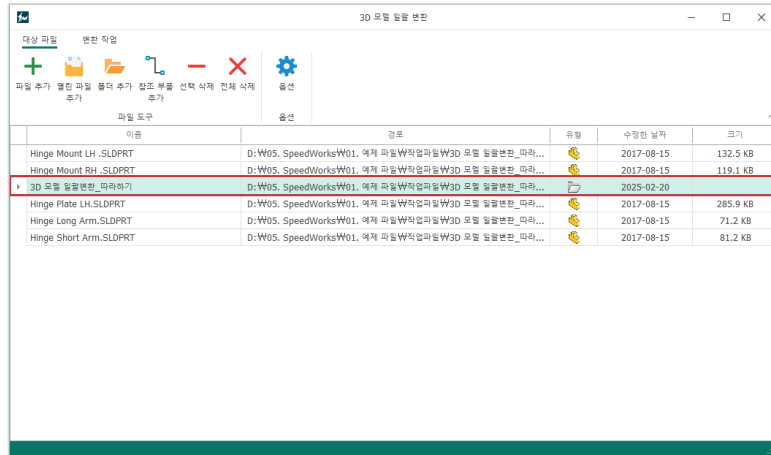 3D 모델 일괄 변환
대상 파일 변환 작업
파일 추가 열린 파일 추가 폴더 추가 참조 부품 추가 선택 삭제 전체 삭제 옵션
파일 도구 옵션
이름 경로 유형 수정한 날짜 크기
Hinge Mount LH .SLDPRT D:₩05. SpeedWorks₩01. 예제 파일₩작업파일₩3D 모델 일괄변환_따라... 2017-08-15 132.5 KB
Hinge Mount RH .SLDPRT D:₩05. SpeedWorks₩01. 예제 파일₩작업파일₩3D 모델 일괄변환_따라... 2017-08-15 119.1 KB
3D 모델 일괄변환_따라하기 D:₩05. SpeedWorks₩01. 예제 파일₩작업파일₩3D 모델 일괄변환_따라... 2025-02-20
Hinge Plate LH.SLDPRT D:₩05. SpeedWorks₩01. 예제 파일₩작업파일₩3D 모델 일괄변환_따라... 2017-08-15 285.9 KB
Hinge Long Arm.SLDPRT D:₩05. SpeedWorks₩01. 예제 파일₩작업파일₩3D 모델 일괄변환_따라... 2017-08-15 71.2 KB
Hinge Short Arm.SLDPRT D:₩05. SpeedWorks₩01. 예제 파일₩작업파일₩3D 모델 일괄변환_따라... 2017-08-15 81.2 KB